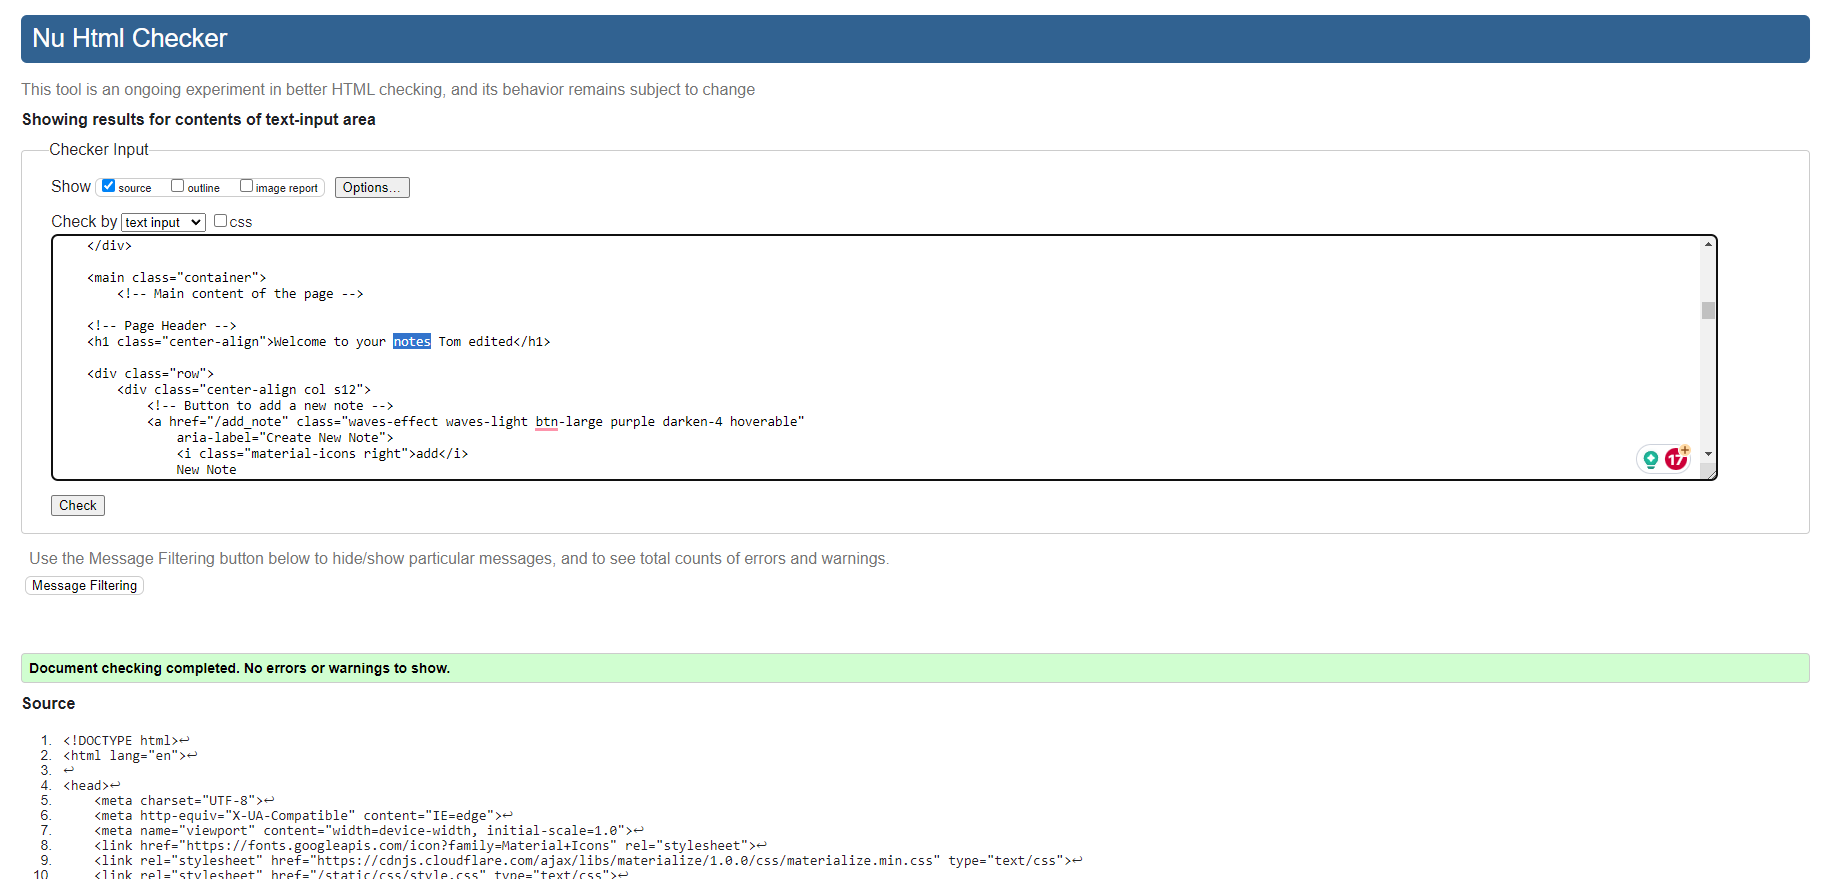 Nu Html Checker
This tool is an ongoing experiment in better HTML checking, and its behavior remains subject to change
Showing results for contents of text-input area
Checker Input
Show source outline image report Options...
Check by text input css
</div>
<main class="container">
<!-- Main content of the page -->
<!-- Page Header -->
<h1 class="center-align">Welcome to your notes Tom edited</h1>
<div class="row">
<div class="center-align col s12">
<!-- Button to add a new note -->
<a href="/add_note" class="waves-effect waves-light btn-large purple darken-4 hoverable"
aria-label="Create New Note">
<i class="material-icons right">add</i>
New Note
17
Check
Use the Message Filtering button below to hide/show particular messages, and to see total counts of errors and warnings.
Message Filtering
Document checking completed. No errors or warnings to show.
Source
1. <!DOCTYPE html>↩
2. <html lang="en">↩
3. ↩
4. <head>↩
5. <meta charset="UTF-8">↩
6. <meta http-equiv="X-UA-Compatible" content="IE=edge">↩
7. <meta name="viewport" content="width=device-width, initial-scale=1.0">↩
8. <link href="https://fonts.googleapis.com/icon?family=Material+Icons" rel="stylesheet">↩
9. <link rel="stylesheet" href="https://cdnjs.cloudflare.com/ajax/libs/materialize/1.0.0/css/materialize.min.css" type="text/css">↩
10. <link rel="stylesheet" href="/static/css/style.css" type="text/css">↩